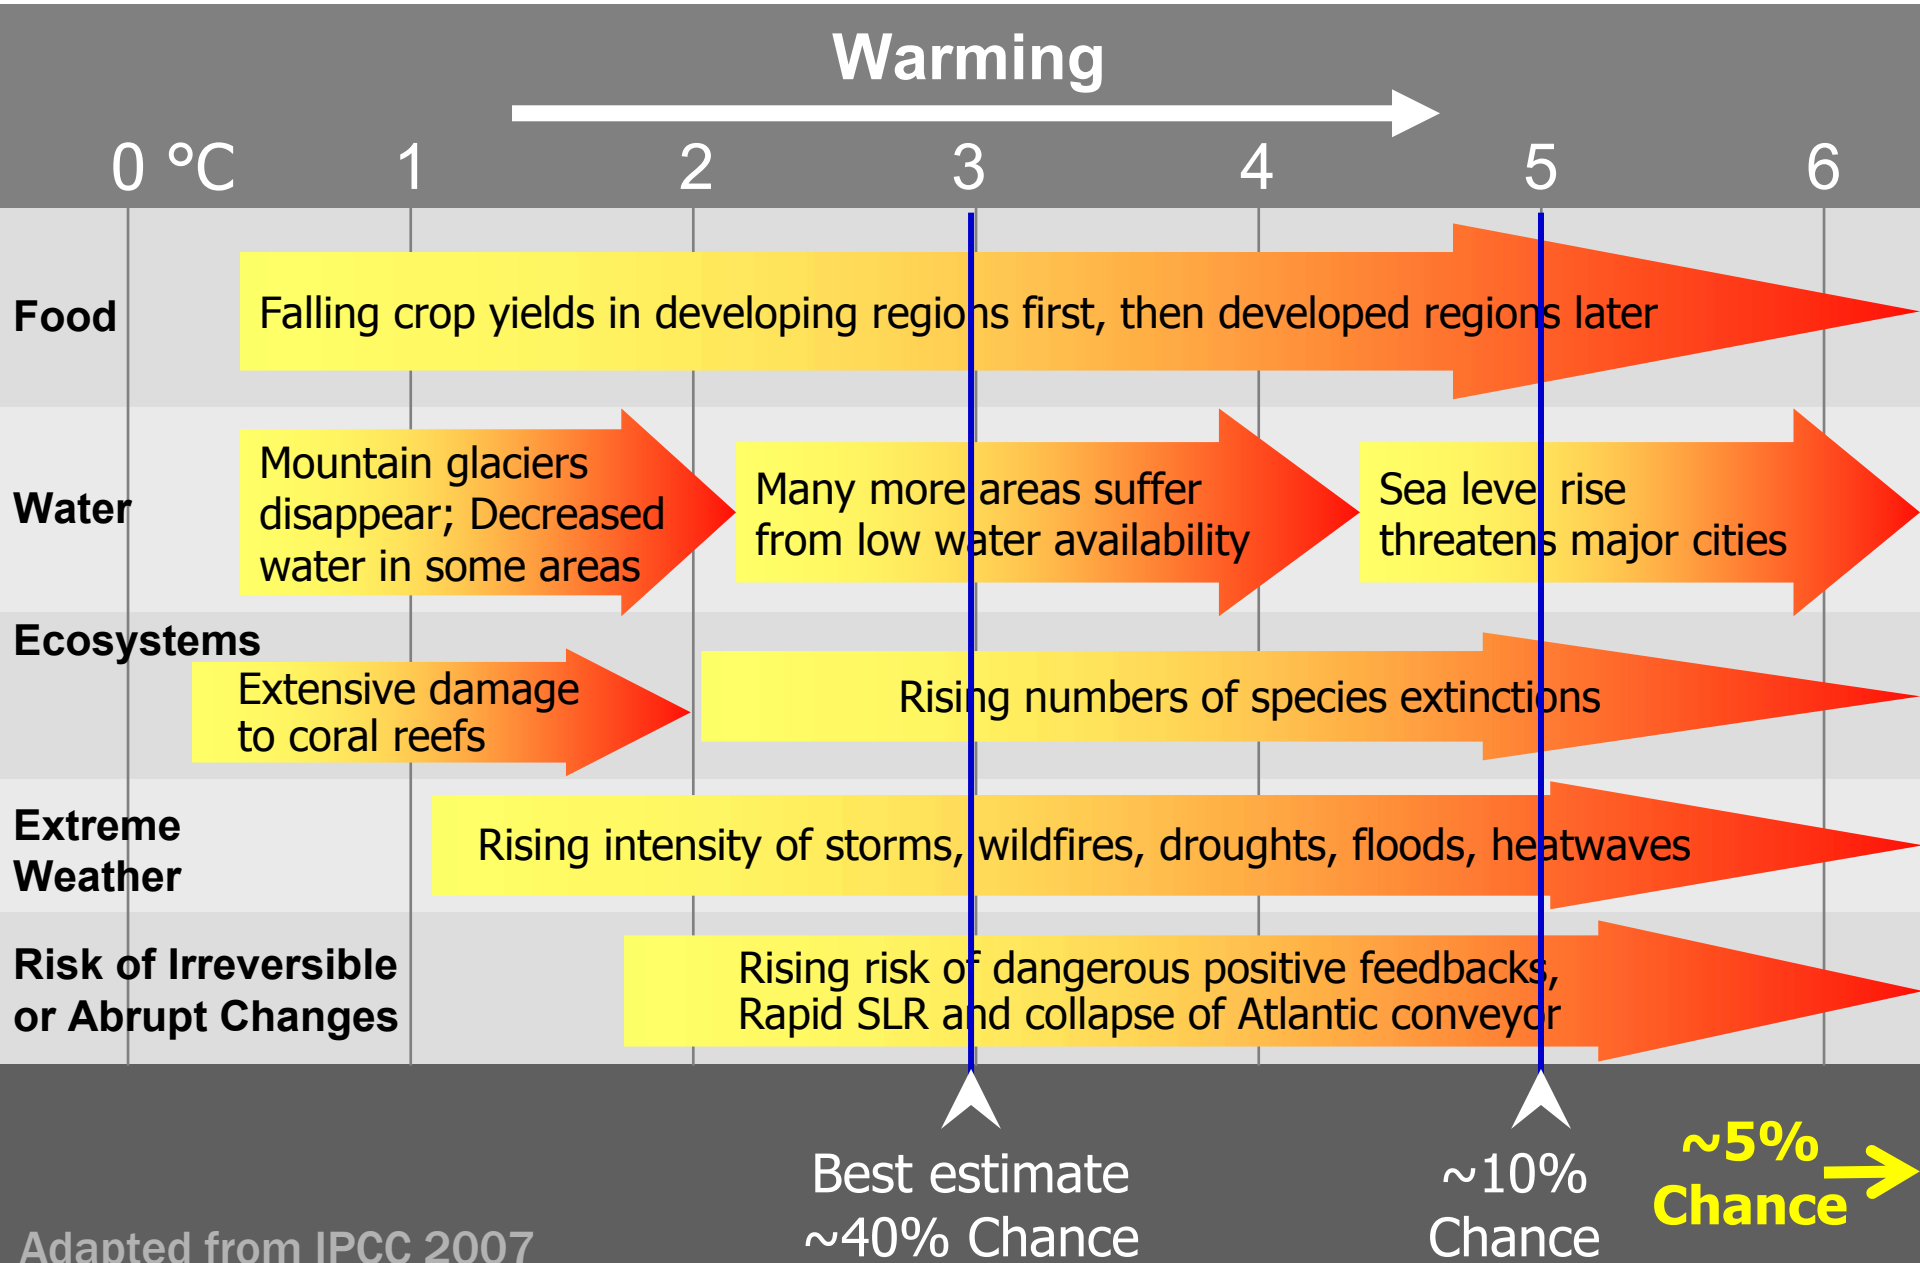 Warming
0 °C 1 2 3 4 5 6
Food
Falling crop yields in developing regions first, then developed regions later
Water
Mountain glaciers
disappear; Decreased
water in some areas
Many more areas suffer
from low water availability
Sea level rise
threatens major cities
Ecosystems
Extensive damage
to coral reefs
Rising numbers of species extinctions
Extreme
Weather
Rising intensity of storms, wildfires, droughts, floods, heatwaves
Risk of Irreversible
or Abrupt Changes
Rising risk of dangerous positive feedbacks,
Rapid SLR and collapse of Atlantic conveyor
Best estimate
~40% Chance
~10%
Chance
~5%
Chance
Adapted from IPCC 2007